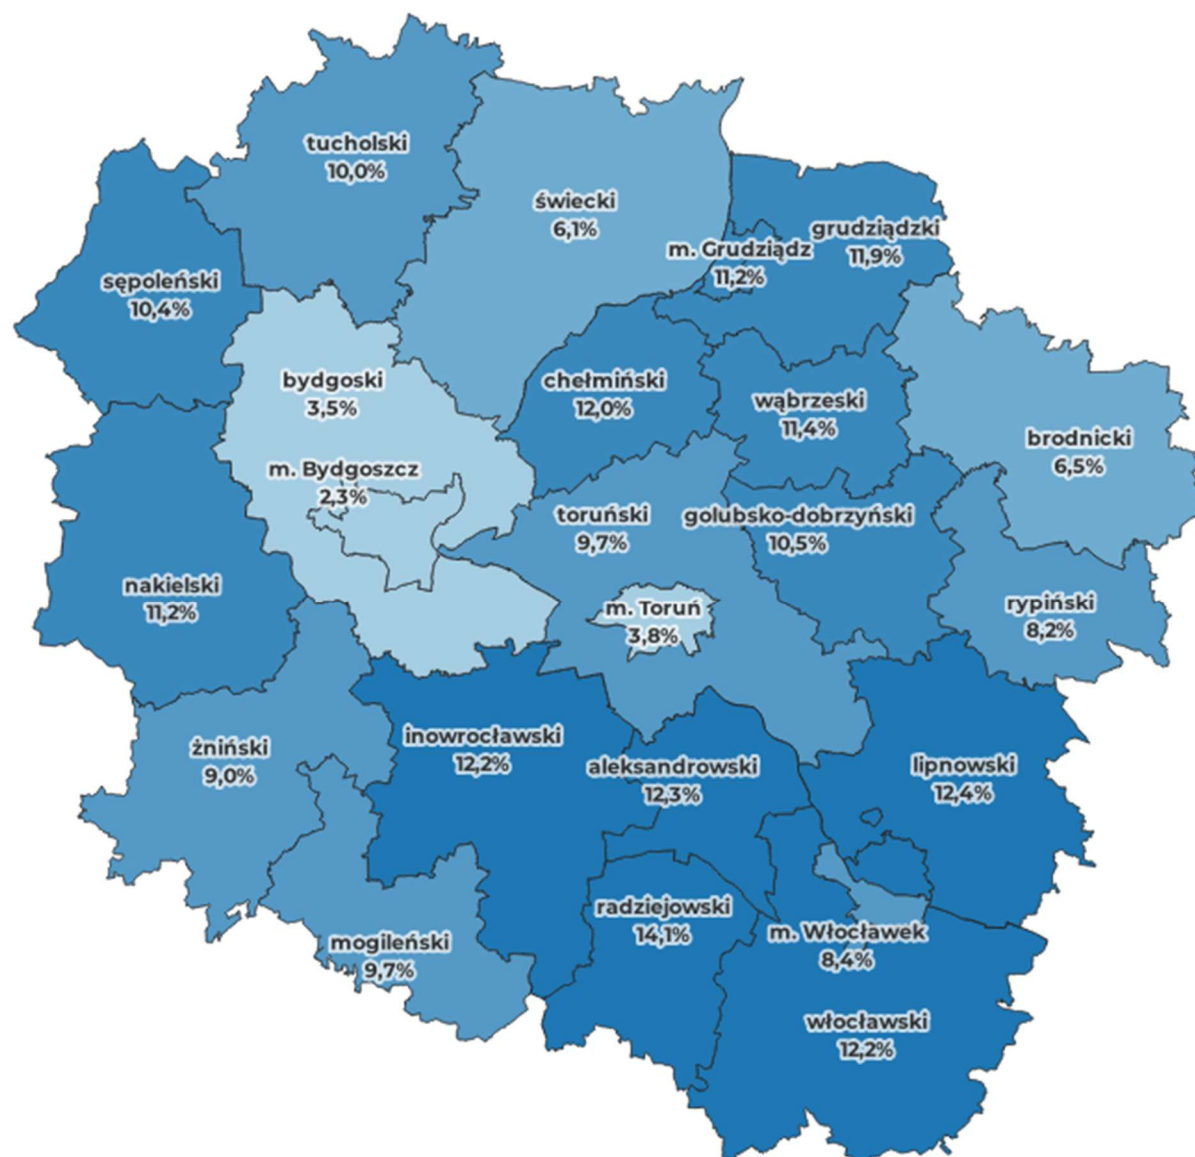 tucholski
10,0%
świecki
6,1%
grudziądzki
11,9%
m. Grudziądz
11,2%
sępoleński
10,4%
bydgoski
3,5%
chełmiński
12,0%
wąbrzeski
11,4%
brodnicki
6,5%
m. Bydgoszcz
2,3%
toruński
9,7%
golubsko-dobrzyński
10,5%
nakielski
11,2%
m. Toruń
3,8%
rypiński
8,2%
żniński
9,0%
inowrocławski
12,2%
aleksandrowski
12,3%
lipnowski
12,4%
radziejowski
14,1%
m. Włocławek
8,4%
mogileński
9,7%
włocławski
12,2%